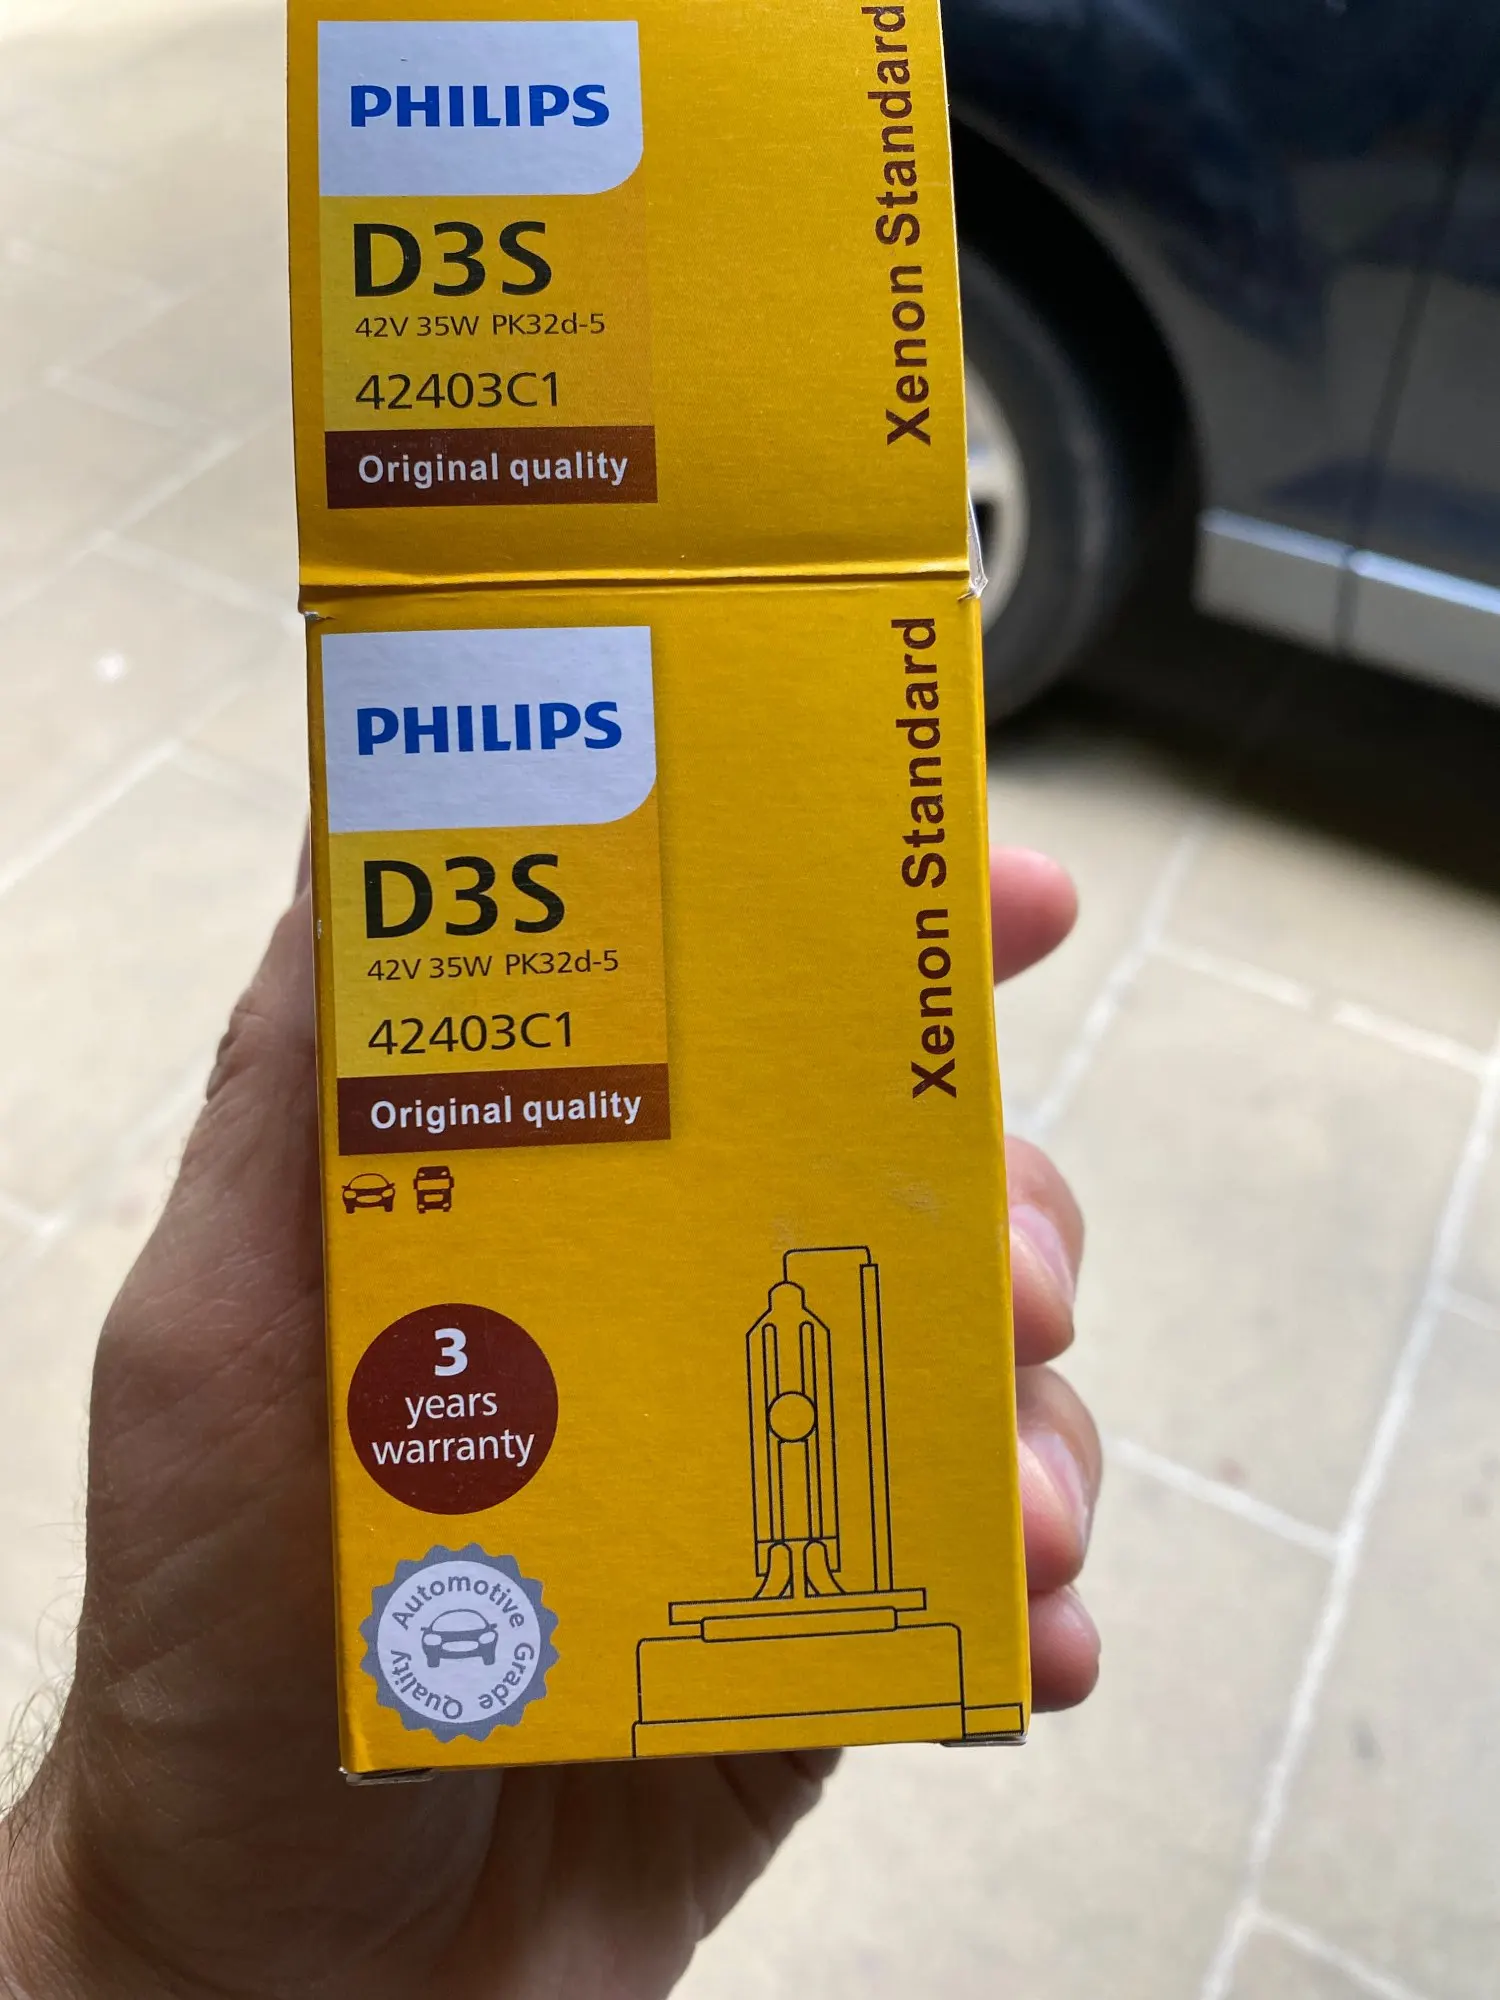 PHILIPS
D3S
42V 35W PK32d-5
42403C1
Original quality
Xenon Standard
PHILIPS
D3S
42V 35W PK32d-5
42403C1
Original quality
Xenon Standard
3
years
warranty
Automotive Grade Quality